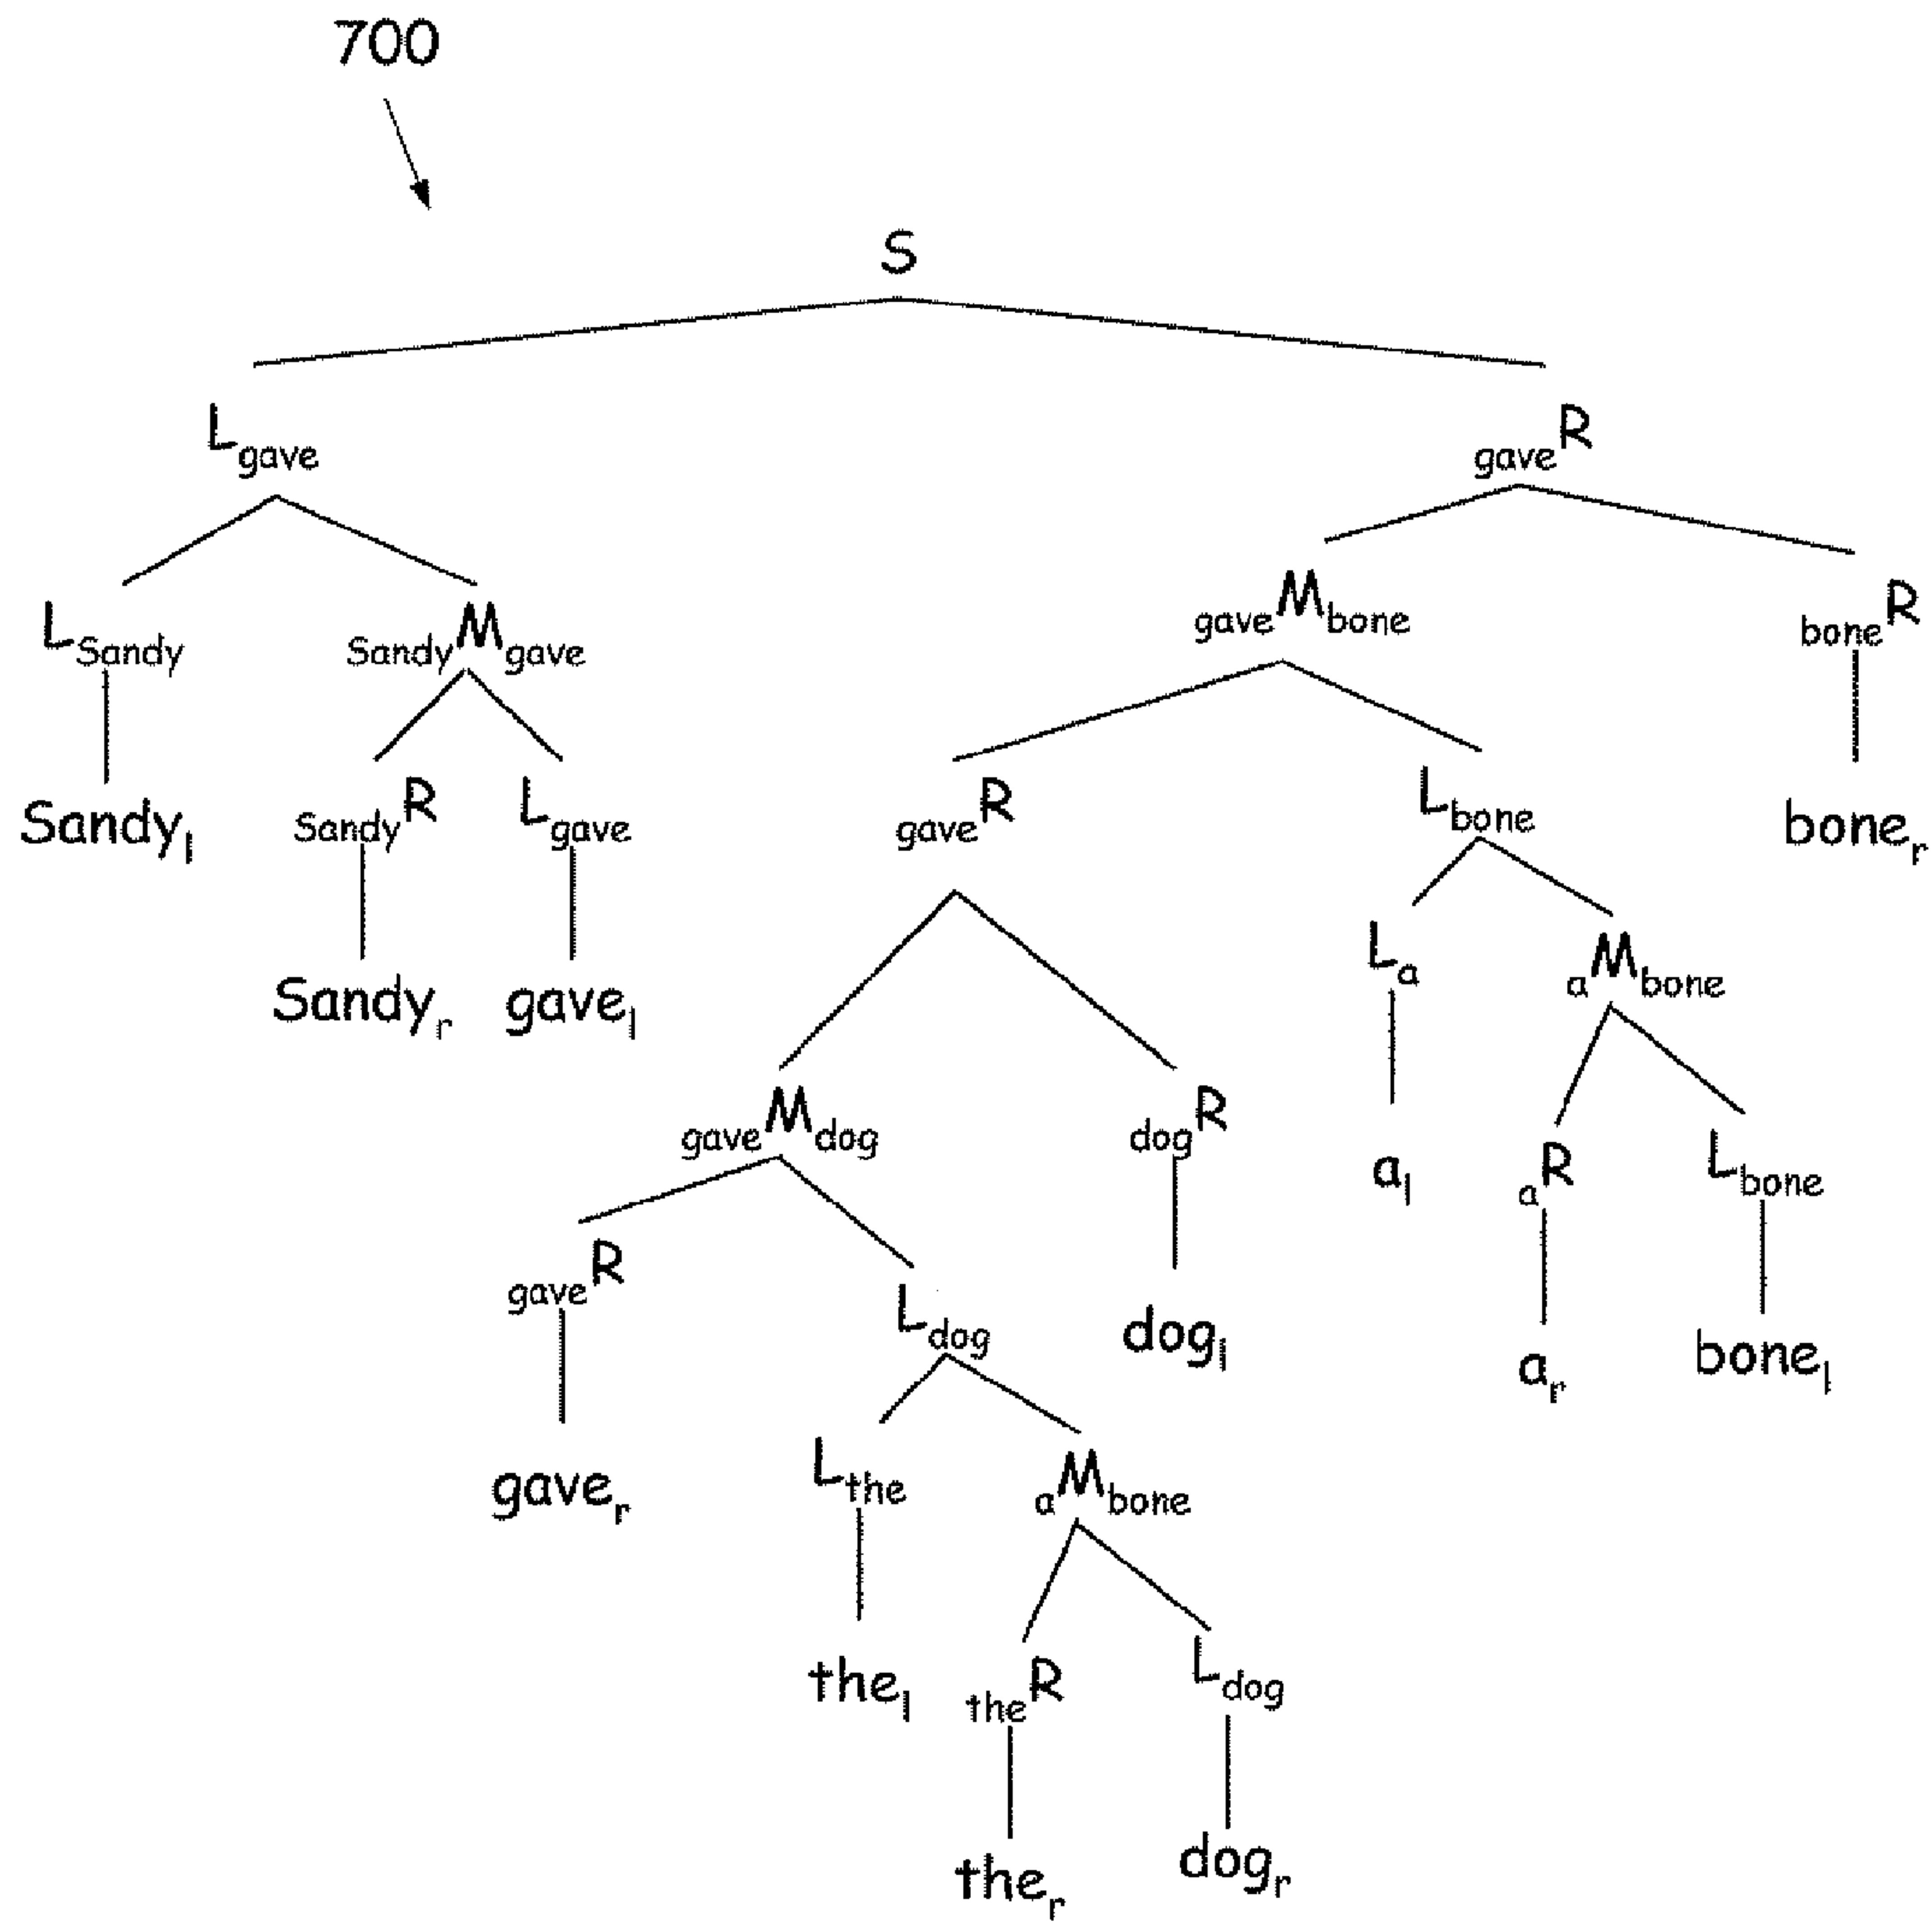 700
S
L_gave gave_R
L_Sandy Sandy_M_gave gave_M_bone bone_R
Sandy_l Sandy_R L_gave gave_R L_bone bone_r
Sandy_r gave_l L_a a_M_bone
gave_M_dog dog_R a_l a_R L_bone
gave_R L_dog dog_l a_r bone_l
gave_r L_the a_M_bone
the_l the_R L_dog
the_r dog_r